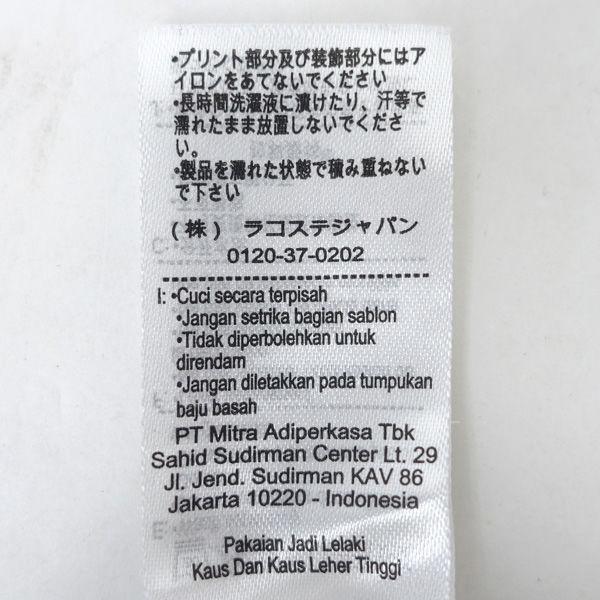 •プリント部分及び装飾部分にはア
イロンをあてないでください
•長時間洗濯液に漬けたり、汗等で
濡れたまま放置しないでくださ
い。
•製品を濡れた状態で積み重ねない
で下さい
(株) ラコステジャパン
0120-37-0202
I: •Cuci secara terpisah
•Jangan setrika bagian sablon
•Tidak diperbolehkan untuk
direndam
•Jangan diletakkan pada tumpukan
baju basah
PT Mitra Adiperkasa Tbk
Sahid Sudirman Center Lt. 29
Jl. Jend. Sudirman KAV 86
Jakarta 10220 - Indonesia
Pakaian Jadi Lelaki
Kaus Dan Kaus Leher Tinggi